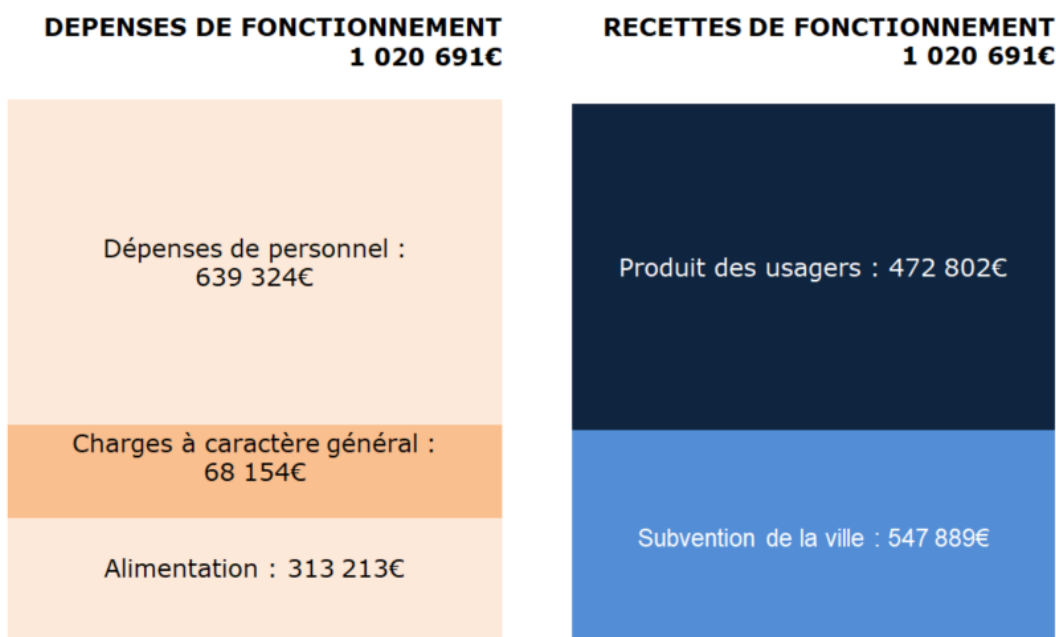 DEPENSES DE FONCTIONNEMENT
1 020 691€
Dépenses de personnel :
639 324€
Charges à caractère général :
68 154€
Alimentation : 313 213€
RECETTES DE FONCTIONNEMENT
1 020 691€
Produit des usagers : 472 802€
Subvention de la ville : 547 889€